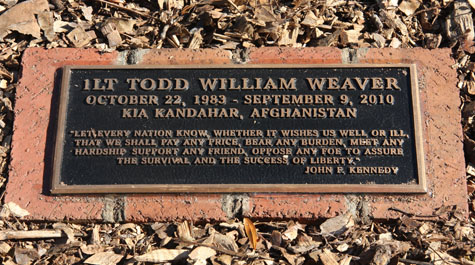 1LT TODD WILLIAM WEAVER
OCTOBER 22, 1983 - SEPTEMBER 9, 2010
KIA KANDAHAR, AFGHANISTAN
"LET EVERY NATION KNOW, WHETHER IT WISHES US WELL OR ILL,
THAT WE SHALL PAY ANY PRICE, BEAR ANY BURDEN, MEET ANY
HARDSHIP, SUPPORT ANY FRIEND, OPPOSE ANY FOE TO ASSURE
THE SURVIVAL AND THE SUCCESS OF LIBERTY."
JOHN F. KENNEDY